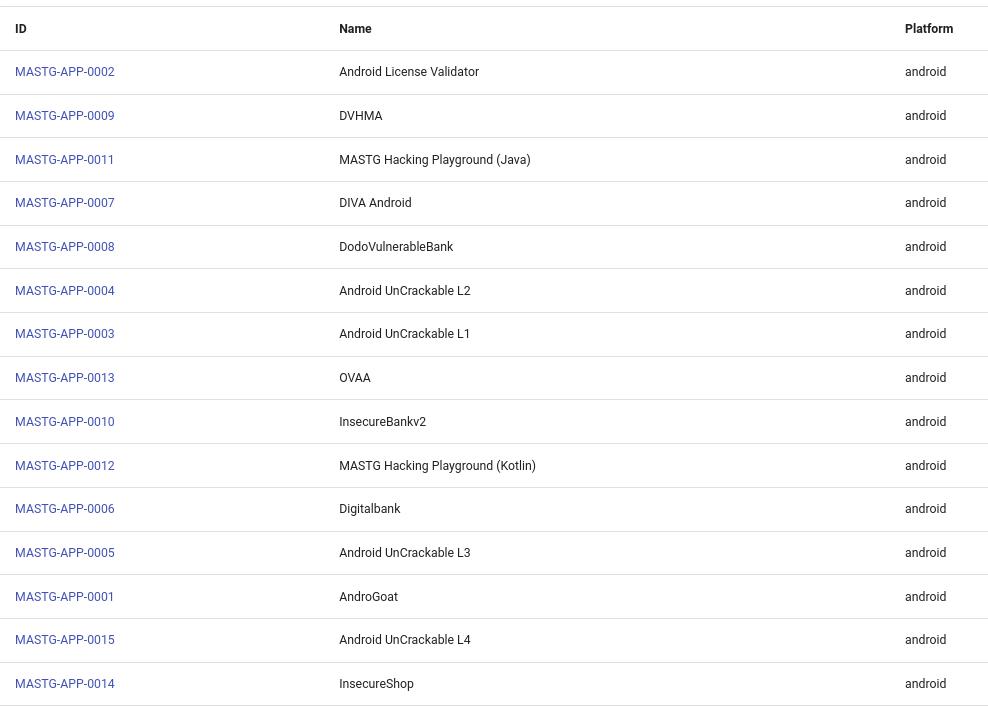 ID Name Platform
MASTG-APP-0002 Android License Validator android
MASTG-APP-0009 DVHMA android
MASTG-APP-0011 MASTG Hacking Playground (Java) android
MASTG-APP-0007 DIVA Android android
MASTG-APP-0008 DodoVulnerableBank android
MASTG-APP-0004 Android UnCrackable L2 android
MASTG-APP-0003 Android UnCrackable L1 android
MASTG-APP-0013 OVAA android
MASTG-APP-0010 InsecureBankv2 android
MASTG-APP-0012 MASTG Hacking Playground (Kotlin) android
MASTG-APP-0006 Digitalbank android
MASTG-APP-0005 Android UnCrackable L3 android
MASTG-APP-0001 AndroGoat android
MASTG-APP-0015 Android UnCrackable L4 android
MASTG-APP-0014 InsecureShop android